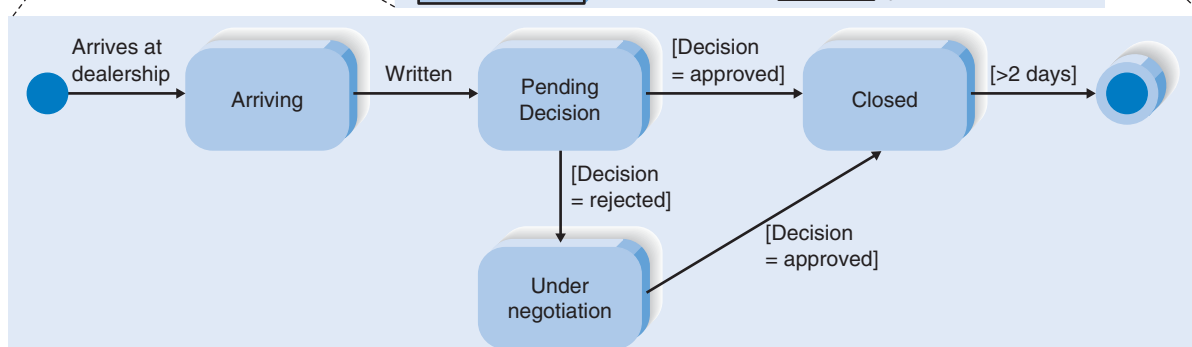 Arrives at
dealership
Arriving
Written
Pending
Decision
[Decision
= approved]
Closed
[>2 days]
[Decision
= rejected]
Under
negotiation
[Decision
= approved]